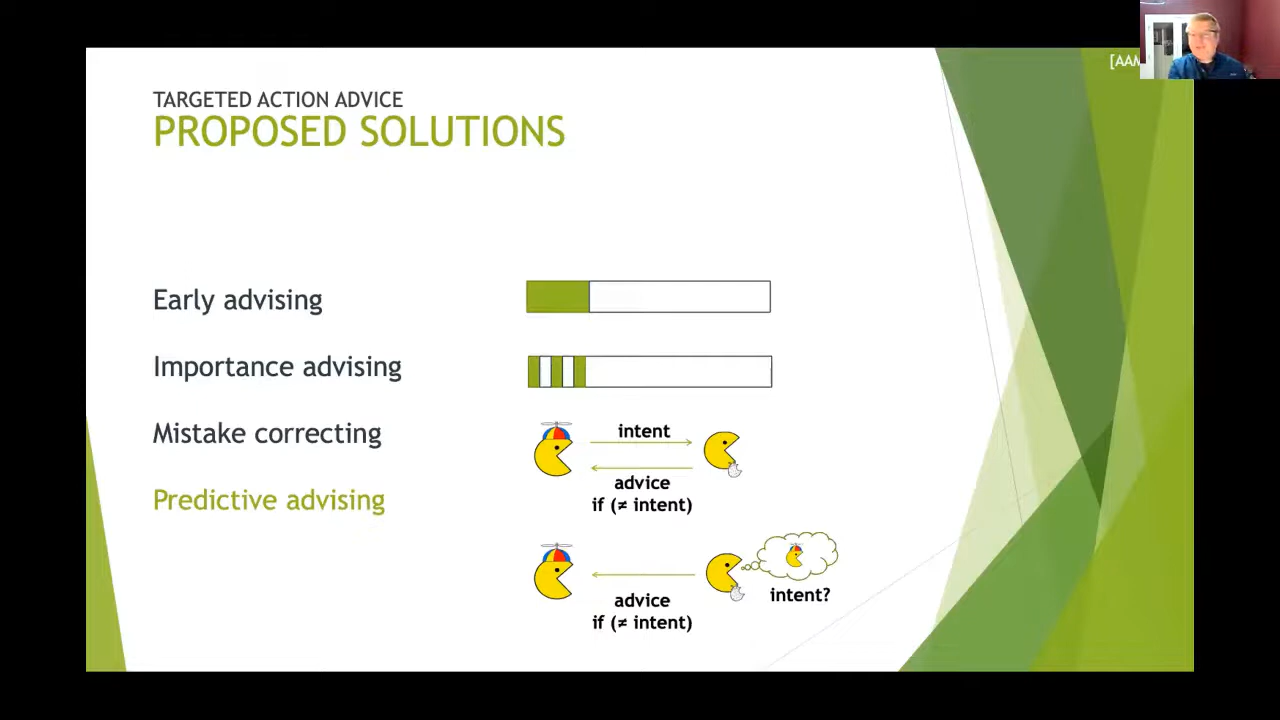 [AAM
TARGETED ACTION ADVICE
PROPOSED SOLUTIONS
Early advising
Importance advising
Mistake correcting
intent
advice
if (≠ intent)
Predictive advising
advice
if (≠ intent)
intent?